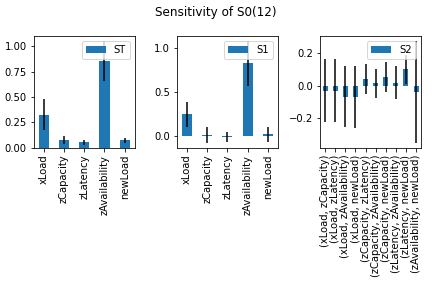 Sensitivity of S0(12)
ST
1.00
0.75
0.50
0.25
0.00
xLoad
zCapacity
zLatency
zAvailability
newLoad
S1
1.0
0.5
0.0
xLoad
zCapacity
zLatency
zAvailability
newLoad
S2
0.2
0.0
−0.2
(xLoad, zCapacity)
(xLoad, zLatency)
(xLoad, zAvailability)
(xLoad, newLoad)
(zCapacity, zLatency)
(zCapacity, zAvailability)
(zCapacity, newLoad)
(zLatency, zAvailability)
(zLatency, newLoad)
(zAvailability, newLoad)